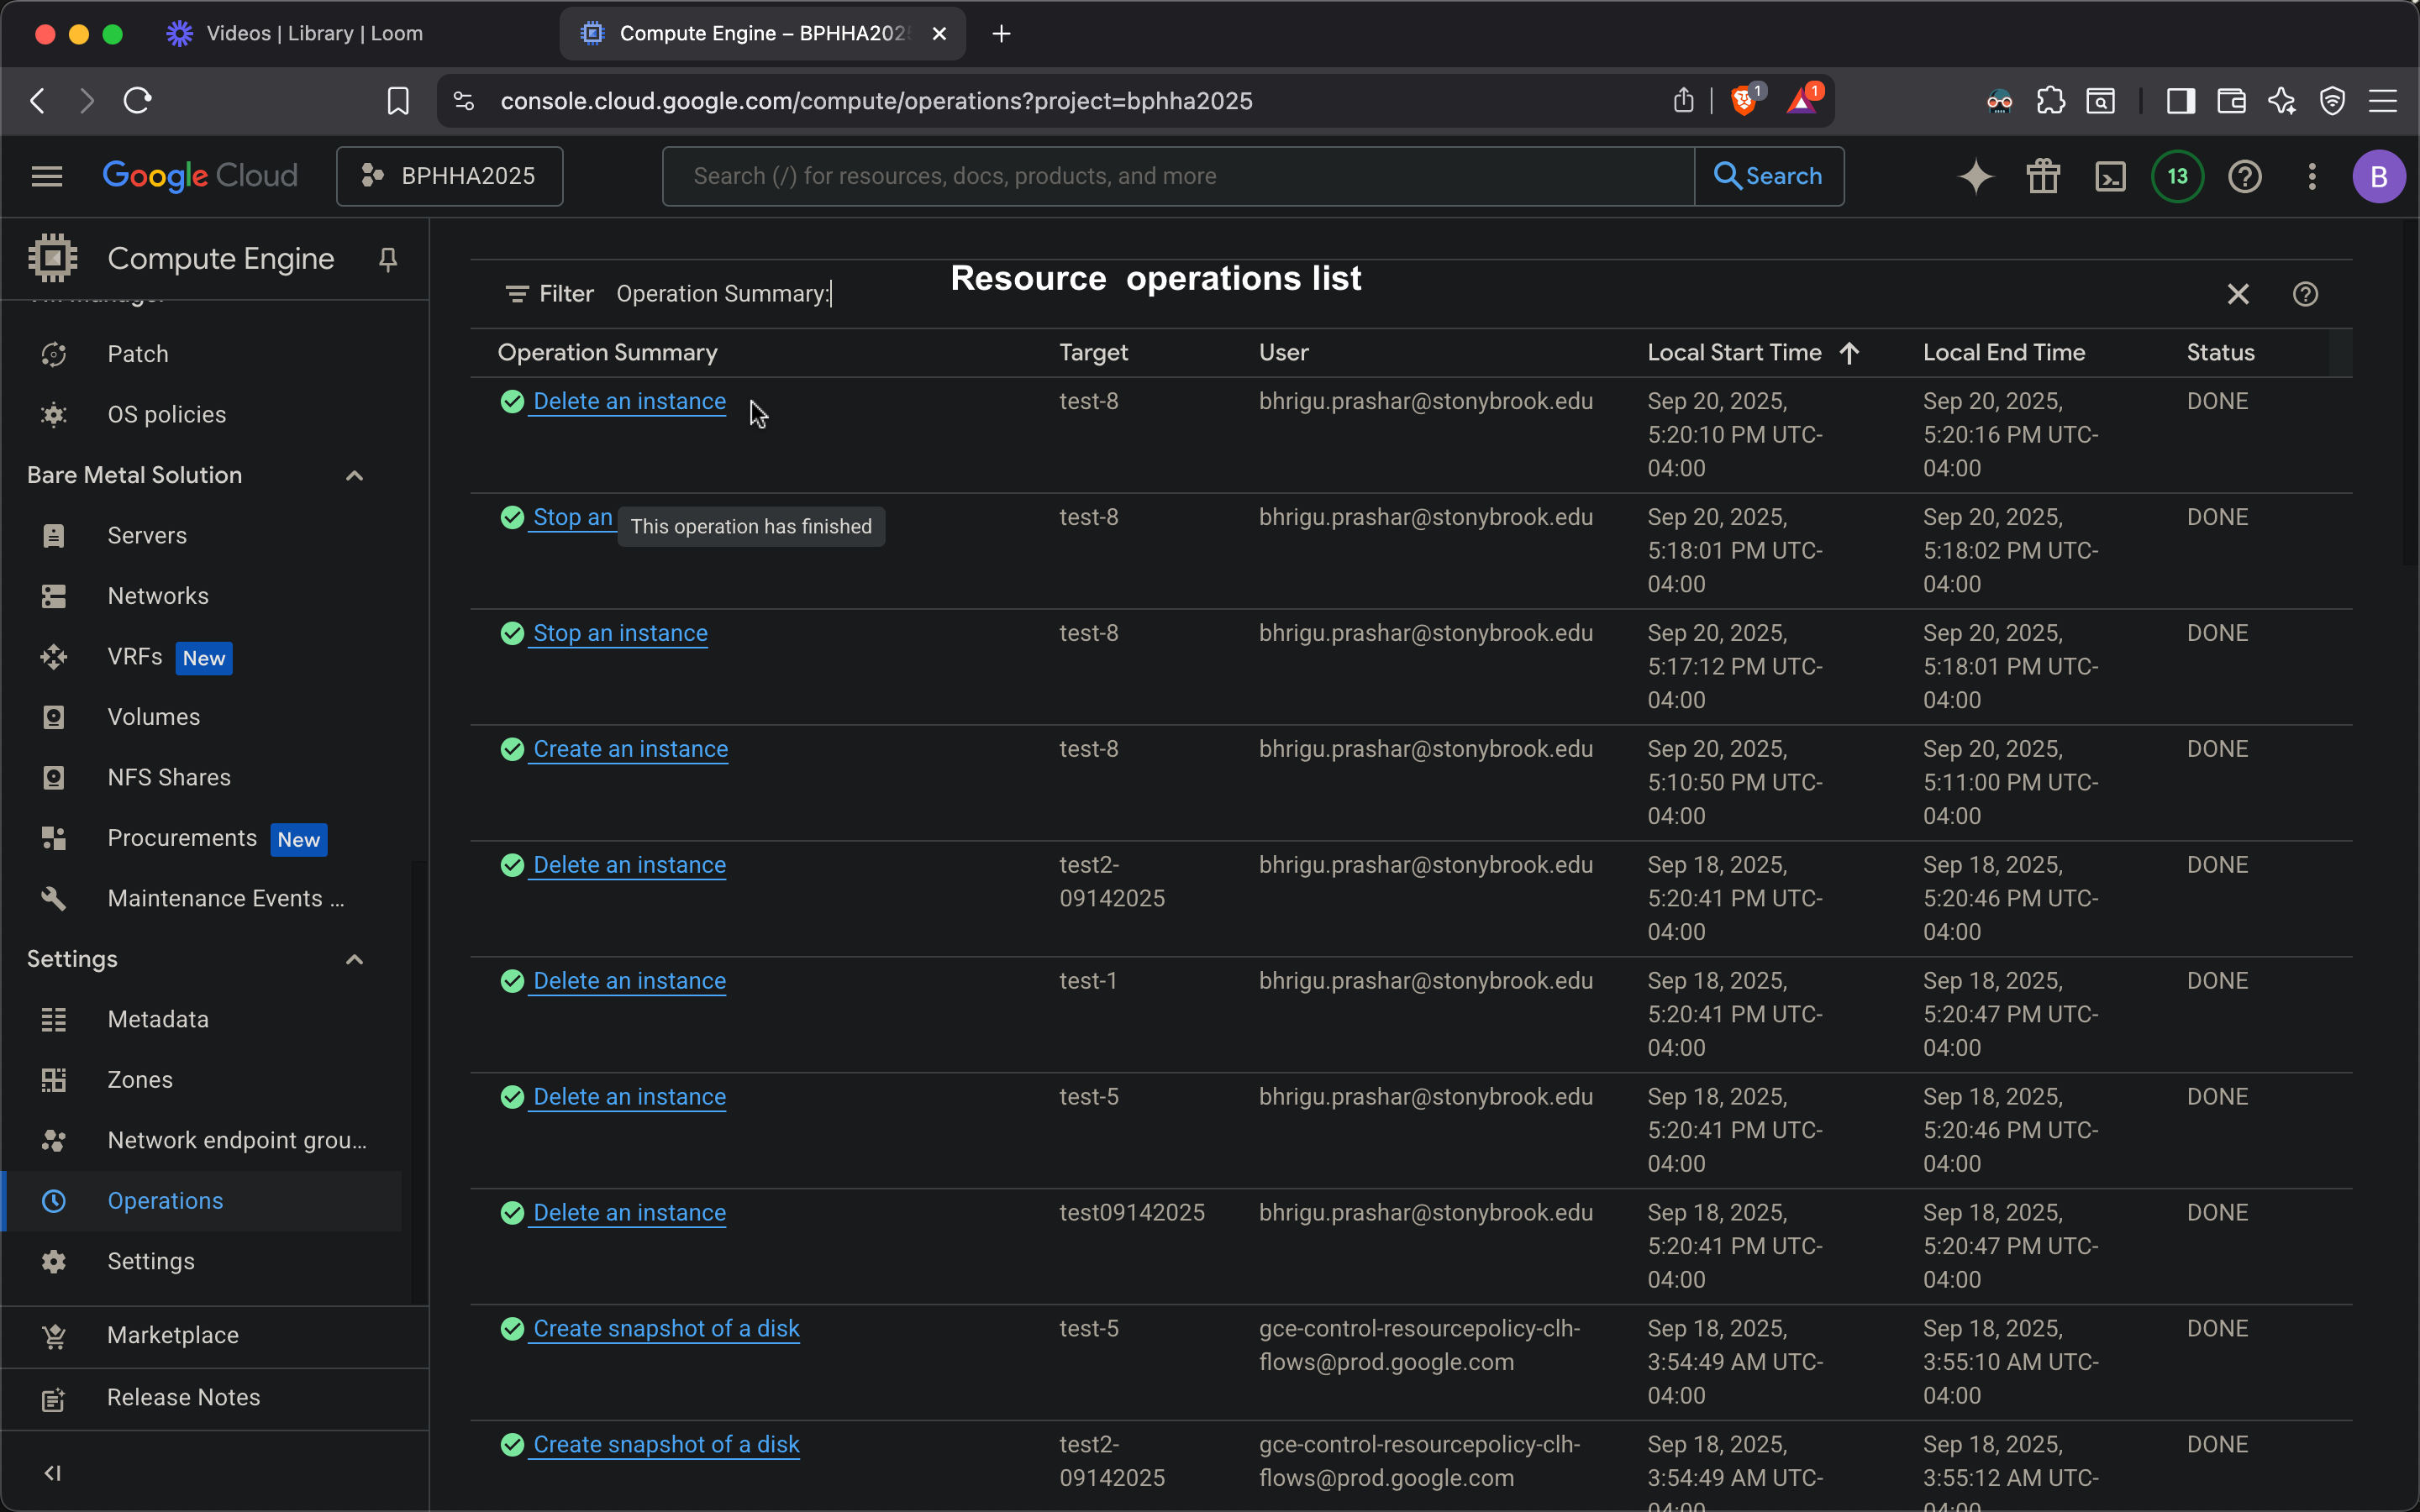 Videos | Library | Loom
Compute Engine – BPHHA202
console.cloud.google.com/compute/operations?project=bphha2025
1
1
Google Cloud
BPHHA2025
Search (/) for resources, docs, products, and more
Search
13
B
Compute Engine
Patch
OS policies
Bare Metal Solution
Servers
Networks
VRFs New
Volumes
NFS Shares
Procurements New
Maintenance Events ...
Settings
Metadata
Zones
Network endpoint grou...
Operations
Settings
Marketplace
Release Notes
Resource operations list
Filter Operation Summary:
Operation Summary Target User Local Start Time Local End Time Status
Delete an instance test-8 bhrigu.prashar@stonybrook.edu Sep 20, 2025, Sep 20, 2025, DONE
5:20:10 PM UTC- 5:20:16 PM UTC-
04:00 04:00
Stop an test-8 bhrigu.prashar@stonybrook.edu Sep 20, 2025, Sep 20, 2025, DONE
This operation has finished
5:18:01 PM UTC- 5:18:02 PM UTC-
04:00 04:00
Stop an instance test-8 bhrigu.prashar@stonybrook.edu Sep 20, 2025, Sep 20, 2025, DONE
5:17:12 PM UTC- 5:18:01 PM UTC-
04:00 04:00
Create an instance test-8 bhrigu.prashar@stonybrook.edu Sep 20, 2025, Sep 20, 2025, DONE
5:10:50 PM UTC- 5:11:00 PM UTC-
04:00 04:00
Delete an instance test2- bhrigu.prashar@stonybrook.edu Sep 18, 2025, Sep 18, 2025, DONE
09142025 5:20:41 PM UTC- 5:20:46 PM UTC-
04:00 04:00
Delete an instance test-1 bhrigu.prashar@stonybrook.edu Sep 18, 2025, Sep 18, 2025, DONE
5:20:41 PM UTC- 5:20:47 PM UTC-
04:00 04:00
Delete an instance test-5 bhrigu.prashar@stonybrook.edu Sep 18, 2025, Sep 18, 2025, DONE
5:20:41 PM UTC- 5:20:46 PM UTC-
04:00 04:00
Delete an instance test09142025 bhrigu.prashar@stonybrook.edu Sep 18, 2025, Sep 18, 2025, DONE
5:20:41 PM UTC- 5:20:47 PM UTC-
04:00 04:00
Create snapshot of a disk test-5 gce-control-resourcepolicy-clh- Sep 18, 2025, Sep 18, 2025, DONE
flows@prod.google.com 3:54:49 AM UTC- 3:55:10 AM UTC-
04:00 04:00
Create snapshot of a disk test2- gce-control-resourcepolicy-clh- Sep 18, 2025, Sep 18, 2025, DONE
09142025 flows@prod.google.com 3:54:49 AM UTC- 3:55:12 AM UTC-